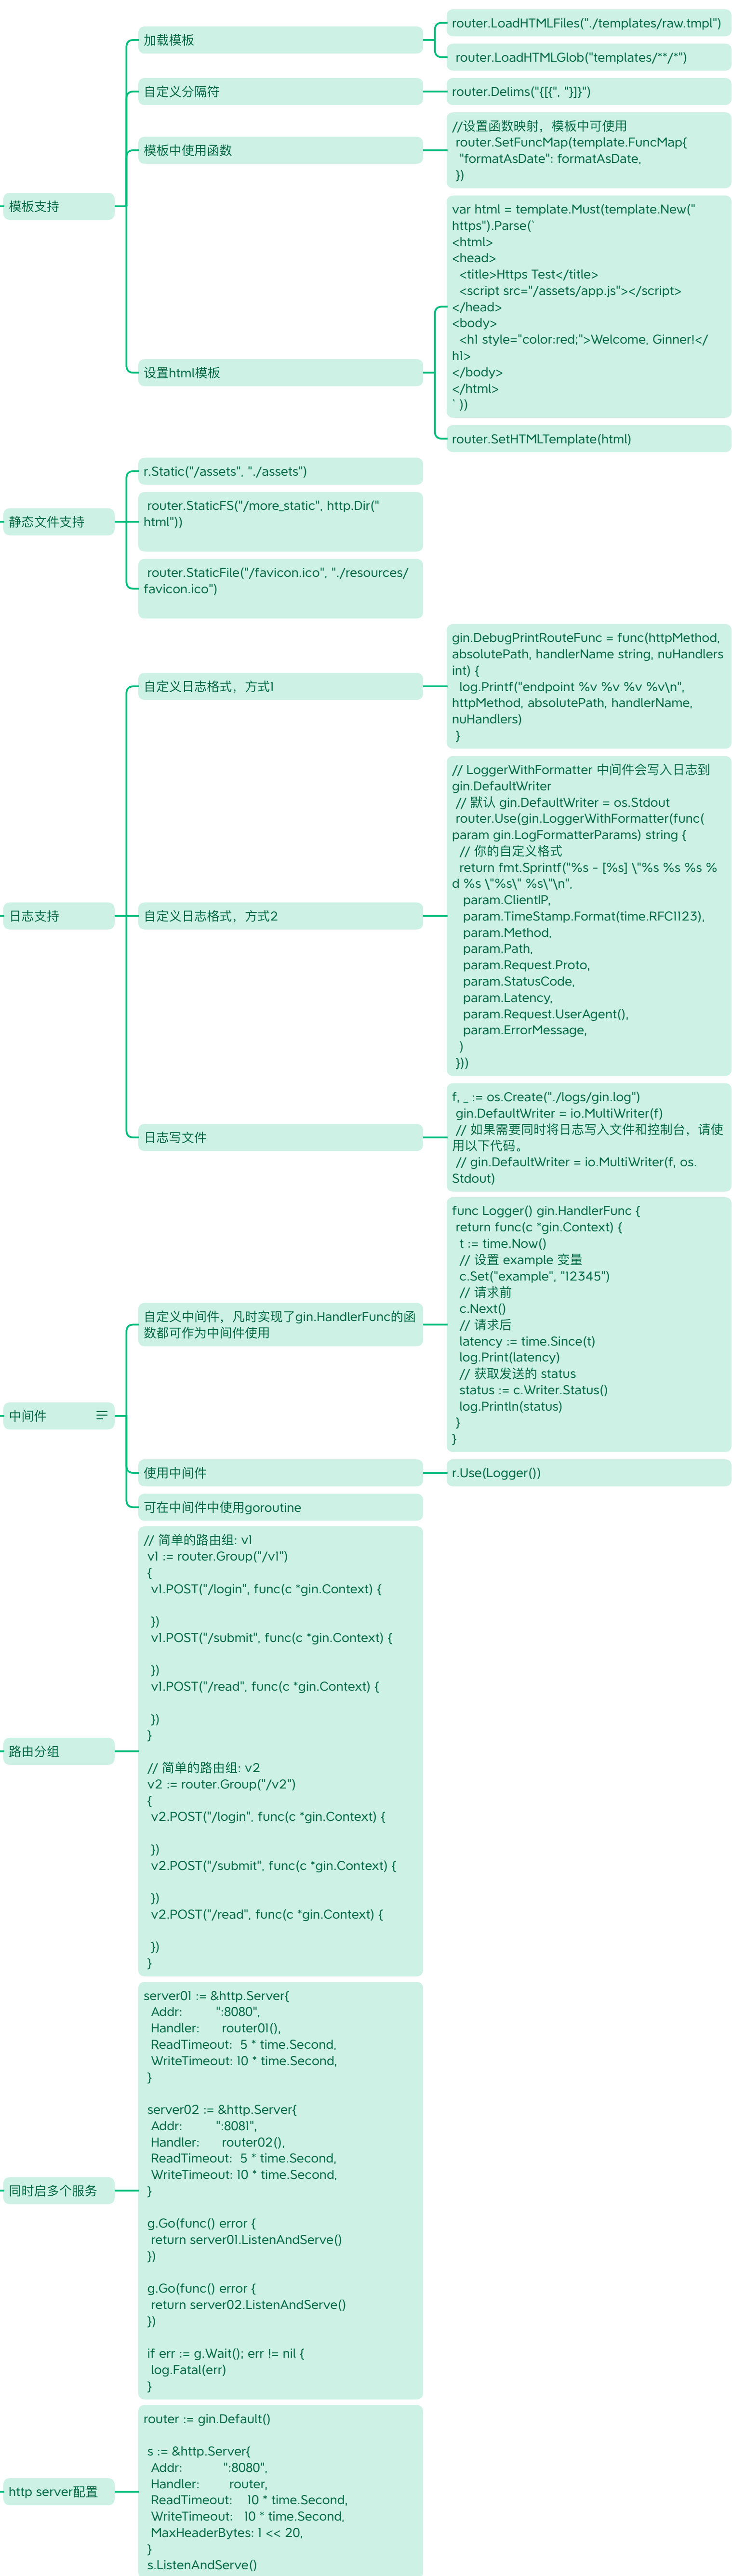 模板支持
加载模板
router.LoadHTMLFiles("./templates/raw.tmpl")
router.LoadHTMLGlob("templates/**/*")
自定义分隔符
router.Delims("{[{", "}]}")
模板中使用函数
//设置函数映射，模板中可使用
router.SetFuncMap(template.FuncMap{
"formatAsDate": formatAsDate,
})
设置html模板
var html = template.Must(template.New("
https").Parse(`
<html>
<head>
<title>Https Test</title>
<script src="/assets/app.js"></script>
</head>
<body>
<h1 style="color:red;">Welcome, Ginner!</
h1>
</body>
</html>
` ))
router.SetHTMLTemplate(html)
静态文件支持
r.Static("/assets", "./assets")
router.StaticFS("/more_static", http.Dir("
html"))
router.StaticFile("/favicon.ico", "./resources/
favicon.ico")
日志支持
自定义日志格式，方式1
gin.DebugPrintRouteFunc = func(httpMethod,
absolutePath, handlerName string, nuHandlers
int) {
log.Printf("endpoint %v %v %v %v\n",
httpMethod, absolutePath, handlerName,
nuHandlers)
}
自定义日志格式，方式2
// LoggerWithFormatter 中间件会写入日志到
gin.DefaultWriter
// 默认 gin.DefaultWriter = os.Stdout
router.Use(gin.LoggerWithFormatter(func(
param gin.LogFormatterParams) string {
// 你的自定义格式
return fmt.Sprintf("%s - [%s] \"%s %s %s %
d %s \"%s\" %s\"\n",
param.ClientIP,
param.TimeStamp.Format(time.RFC1123),
param.Method,
param.Path,
param.Request.Proto,
param.StatusCode,
param.Latency,
param.Request.UserAgent(),
param.ErrorMessage,
)
}))
日志写文件
f, _ := os.Create("./logs/gin.log")
gin.DefaultWriter = io.MultiWriter(f)
// 如果需要同时将日志写入文件和控制台，请使
用以下代码。
// gin.DefaultWriter = io.MultiWriter(f, os.
Stdout)
中间件
自定义中间件，凡时实现了gin.HandlerFunc的函
数都可作为中间件使用
func Logger() gin.HandlerFunc {
return func(c *gin.Context) {
t := time.Now()
// 设置 example 变量
c.Set("example", "12345")
// 请求前
c.Next()
// 请求后
latency := time.Since(t)
log.Print(latency)
// 获取发送的 status
status := c.Writer.Status()
log.Println(status)
}
}
使用中间件
r.Use(Logger())
可在中间件中使用goroutine
路由分组
// 简单的路由组: v1
v1 := router.Group("/v1")
{
v1.POST("/login", func(c *gin.Context) {
})
v1.POST("/submit", func(c *gin.Context) {
})
v1.POST("/read", func(c *gin.Context) {
})
}
// 简单的路由组: v2
v2 := router.Group("/v2")
{
v2.POST("/login", func(c *gin.Context) {
})
v2.POST("/submit", func(c *gin.Context) {
})
v2.POST("/read", func(c *gin.Context) {
})
}
同时启多个服务
server01 := &http.Server{
Addr: ":8080",
Handler: router01(),
ReadTimeout: 5 * time.Second,
WriteTimeout: 10 * time.Second,
}
server02 := &http.Server{
Addr: ":8081",
Handler: router02(),
ReadTimeout: 5 * time.Second,
WriteTimeout: 10 * time.Second,
}
g.Go(func() error {
return server01.ListenAndServe()
})
g.Go(func() error {
return server02.ListenAndServe()
})
if err := g.Wait(); err != nil {
log.Fatal(err)
}
http server配置
router := gin.Default()
s := &http.Server{
Addr: ":8080",
Handler: router,
ReadTimeout: 10 * time.Second,
WriteTimeout: 10 * time.Second,
MaxHeaderBytes: 1 << 20,
}
s.ListenAndServe()